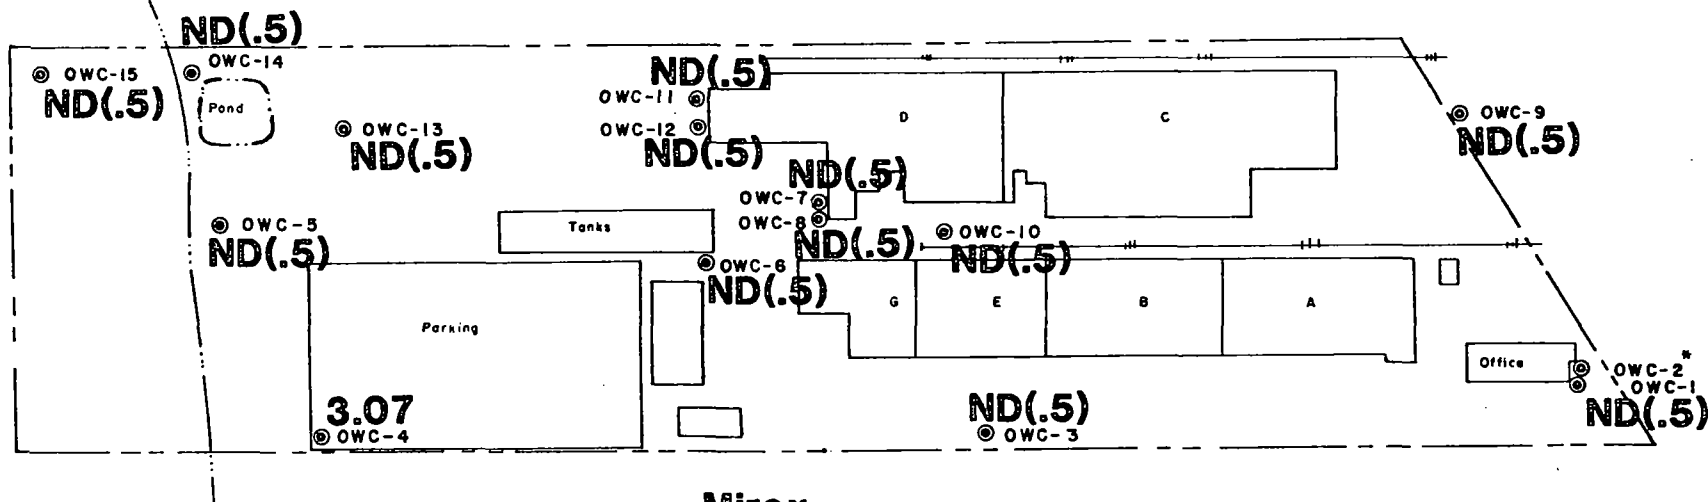 ND(.5)
OWC-14
OWC-15
ND(.5)
Pond
OWC-13
ND(.5)
ND(.5)
OWC-11
OWC-12
ND(.5)
D
C
OWC-9
ND(.5)
ND(.5)
OWC-7
OWC-8
ND(.5)
OWC-10
ND(.5)
OWC-5
ND(.5)
Tanks
OWC-6
ND(.5)
G
E
B
A
Parking
Office
OWC-2*
OWC-1
ND(.5)
3.07
OWC-4
ND(.5)
OWC-3